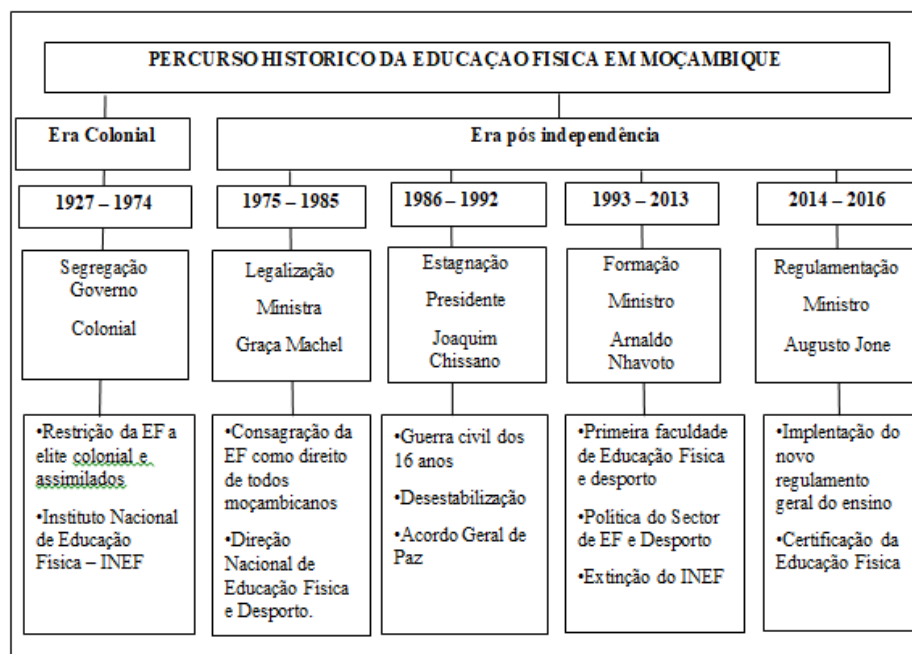 PERCURSO HISTORICO DA EDUCAÇAO FISICA EM MOÇAMBIQUE
Era Colonial
Era pós independência
1927 – 1974
1975 – 1985
1986 – 1992
1993 – 2013
2014 – 2016
Segregação
Governo
Colonial
Legalização
Ministra
Graça Machel
Estagnação
Presidente
Joaquim
Chissano
Formação
Ministro
Arnaldo
Nhavoto
Regulamentação
Ministro
Augusto Jone
•Restrição da EF a
elite colonial e
assimilados
•Instituto Nacional
de Educação
Física – INEF
•Consagração da
EF como direito
de todos
moçambicanos
•Direção
Nacional de
Educação Física
e Desporto.
•Guerra civil dos
16 anos
•Desestabilização
•Acordo Geral de
Paz
•Primeira faculdade
de Educação Física
e desporto
•Política do Sector
de EF e Desporto
•Extinção do INEF
•Implentação do
novo
regulamento
geral do ensino
•Certificação da
Educação Física